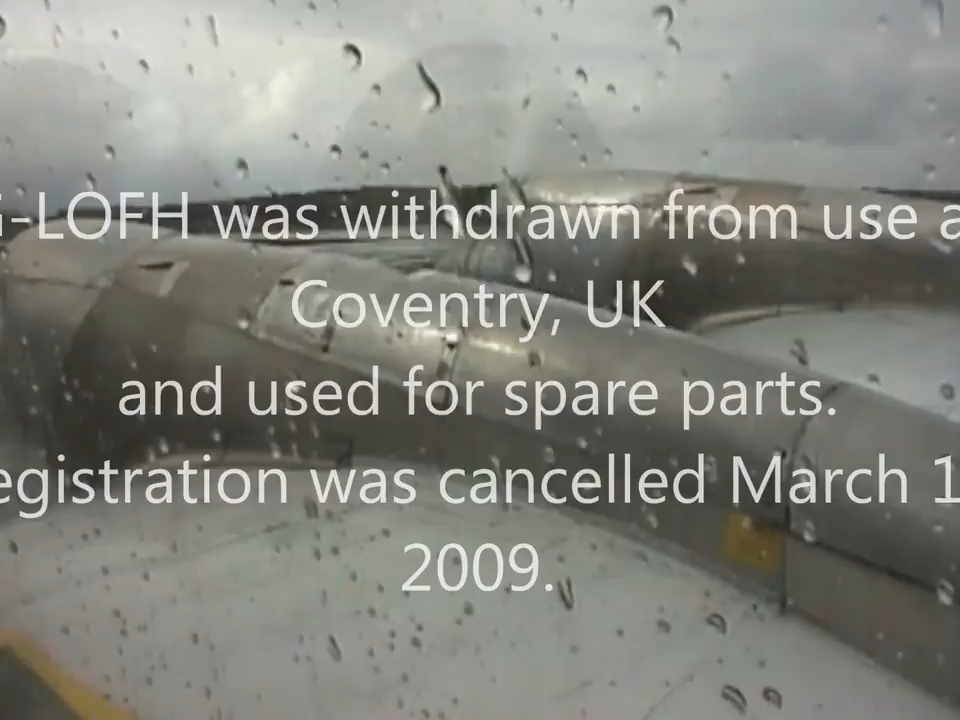 G-LOFH was withdrawn from use a
Coventry, UK
and used for spare parts.
egistration was cancelled March 1
2009.